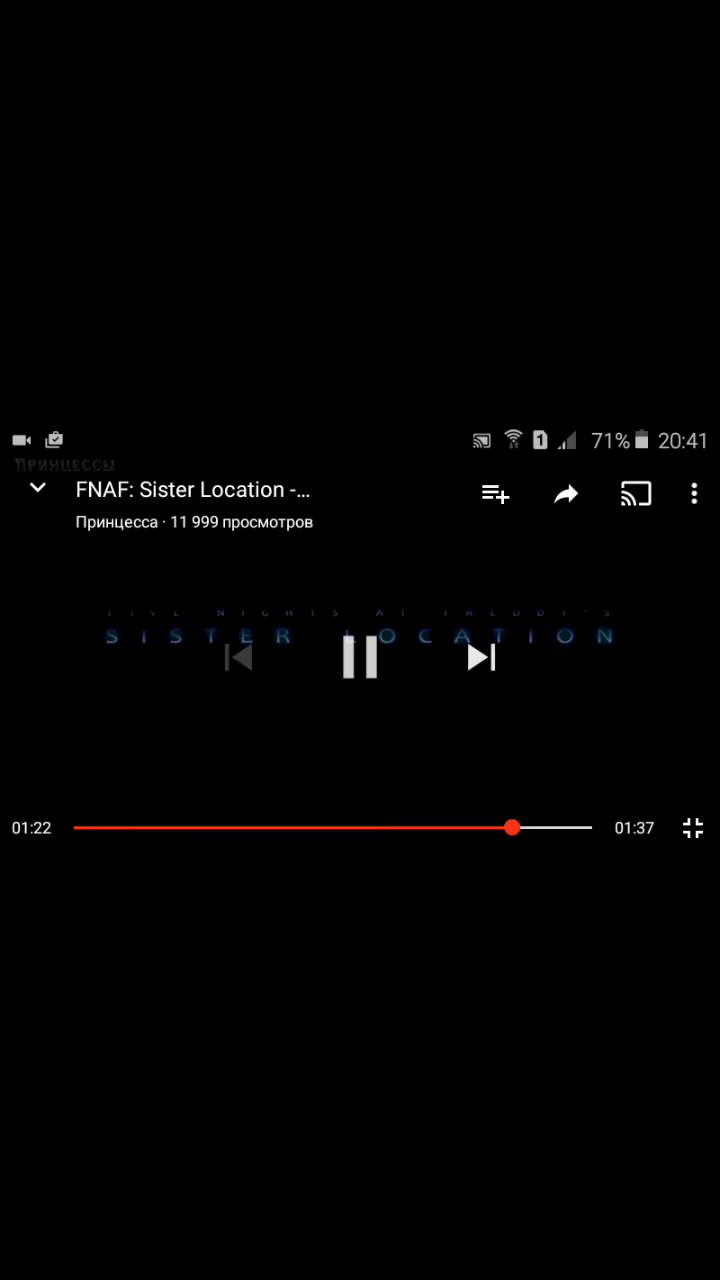 1 71% 20:41
Принцессы
FNAF: Sister Location -...
Принцесса · 11 999 просмотров
FIVE NIGHTS AT FREDDY'S
SISTER LOCATION
01:22 01:37